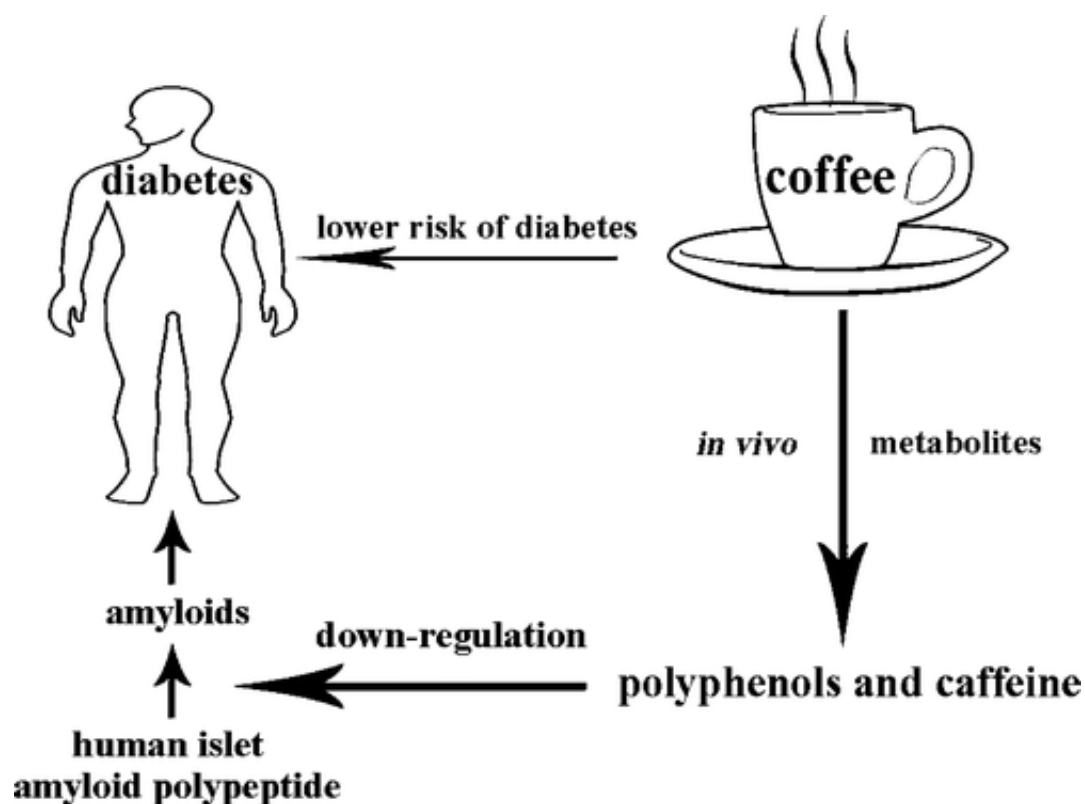 diabetes
coffee
lower risk of diabetes
in vivo metabolites
amyloids
down-regulation
polyphenols and caffeine
human islet
amyloid polypeptide